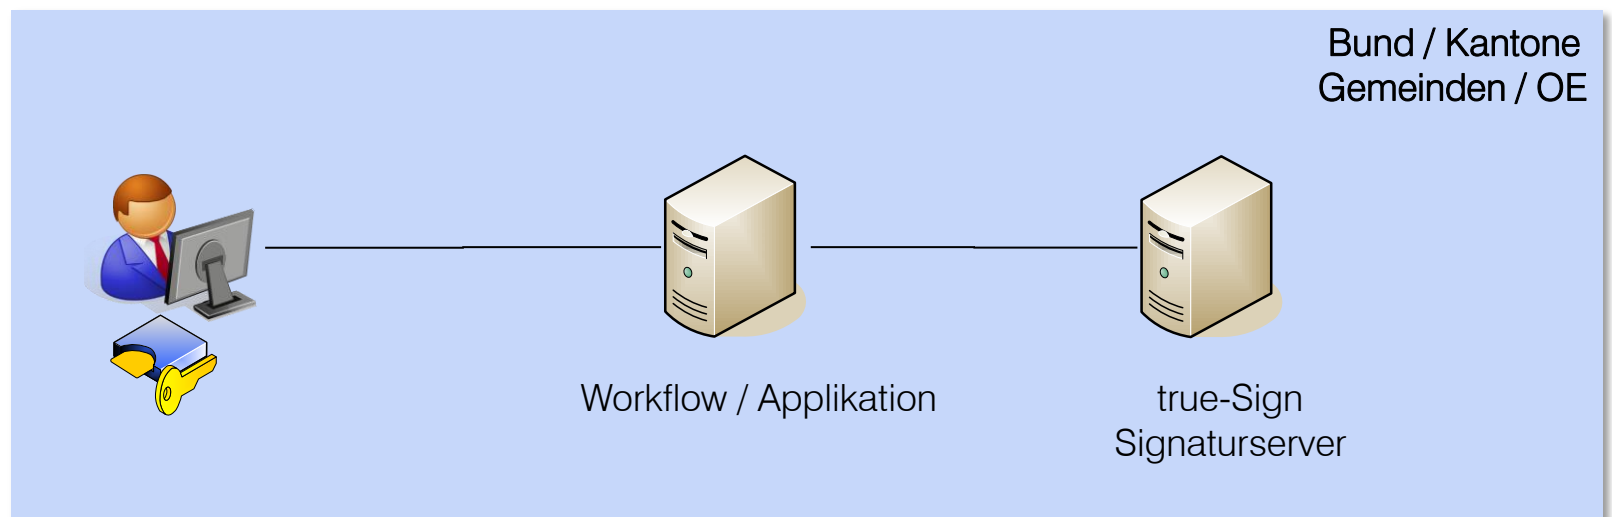 Bund / Kantone
Gemeinden / OE
Workflow / Applikation
true-Sign
Signaturserver